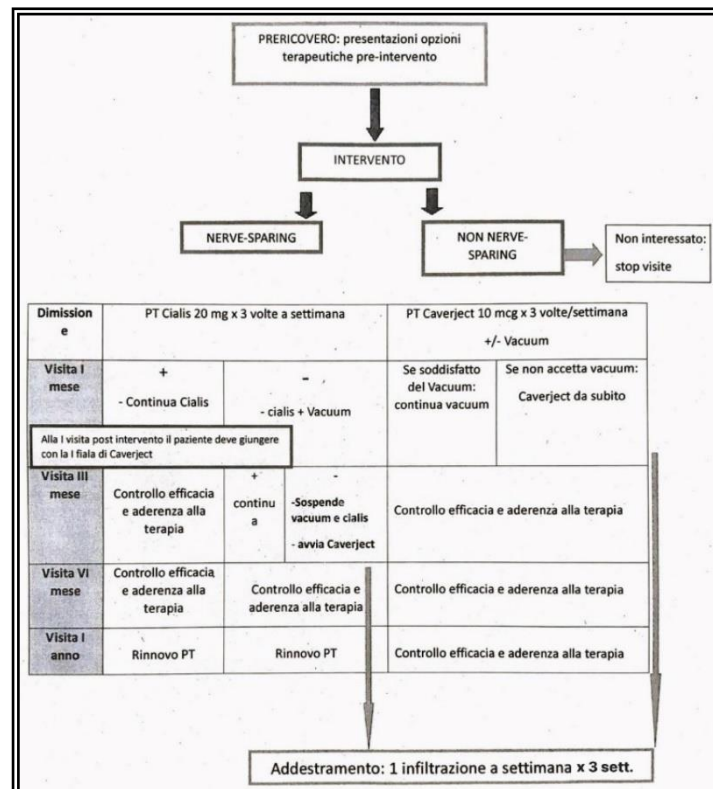 PRERICOVERO: presentazioni opzioni
terapeutiche pre-intervento
INTERVENTO
NERVE-SPARING
NON NERVE-
SPARING
Non interessato:
stop visite
Dimission
e
PT Cialis 20 mg x 3 volte a settimana
PT Caverject 10 mcg x 3 volte/settimana
+/- Vacuum
Visita I
mese
+
- Continua Cialis
-
- cialis + Vacuum
Se soddisfatto
del Vacuum:
continua vacuum
Se non accetta vacuum:
Caverject da subito
Alla I visita post intervento il paziente deve giungere
con la I fiala di Caverject
Visita III
mese
Controllo efficacia
e aderenza alla
terapia
+
continu
a
-
-Sospende
vacuum e cialis
- avvia Caverject
Controllo efficacia e aderenza alla terapia
Visita VI
mese
Controllo efficacia
e aderenza alla
terapia
Controllo efficacia e
aderenza alla terapia
Controllo efficacia e aderenza alla terapia
Visita I
anno
Rinnovo PT
Rinnovo PT
Controllo efficacia e aderenza alla terapia
Addestramento: 1 infiltrazione a settimana x 3 sett.